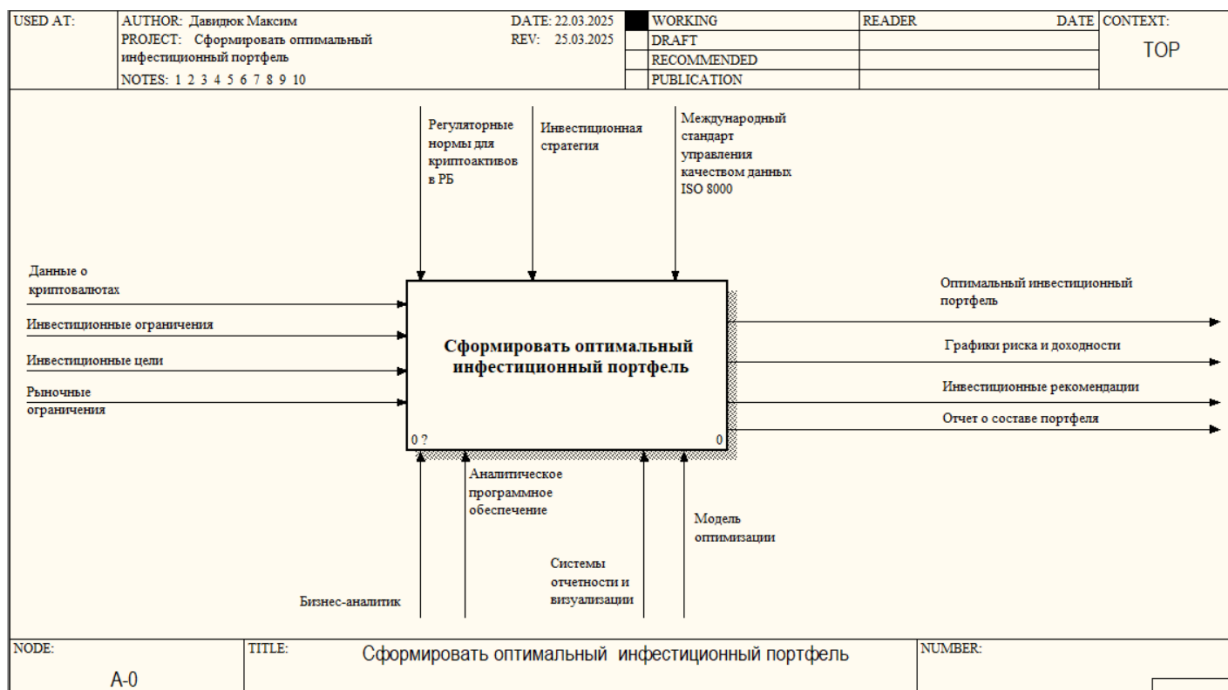 USED AT:
AUTHOR: Давидюк Максим
DATE: 22.03.2025
PROJECT: Сформировать оптимальный
инфестиционный портфель
REV: 25.03.2025
NOTES: 1 2 3 4 5 6 7 8 9 10
WORKING
DRAFT
RECOMMENDED
PUBLICATION
READER
DATE
CONTEXT:
TOP
Регуляторные
нормы для
криптоактивов
в РБ
Инвестиционная
стратегия
Международный
стандарт
управления
качеством данных
ISO 8000
Данные о
криптовалютах
Инвестиционные ограничения
Инвестиционные цели
Рыночные
ограничения
Сформировать оптимальный
инфестиционный портфель
0 ?
0
Оптимальный инвестиционный
портфель
Графики риска и доходности
Инвестиционные рекомендации
Отчет о составе портфеля
Бизнес-аналитик
Аналитическое
программное
обеспечение
Системы
отчетности и
визуализации
Модель
оптимизации
NODE:
A-0
TITLE:
Сформировать оптимальный инфестиционный портфель
NUMBER: